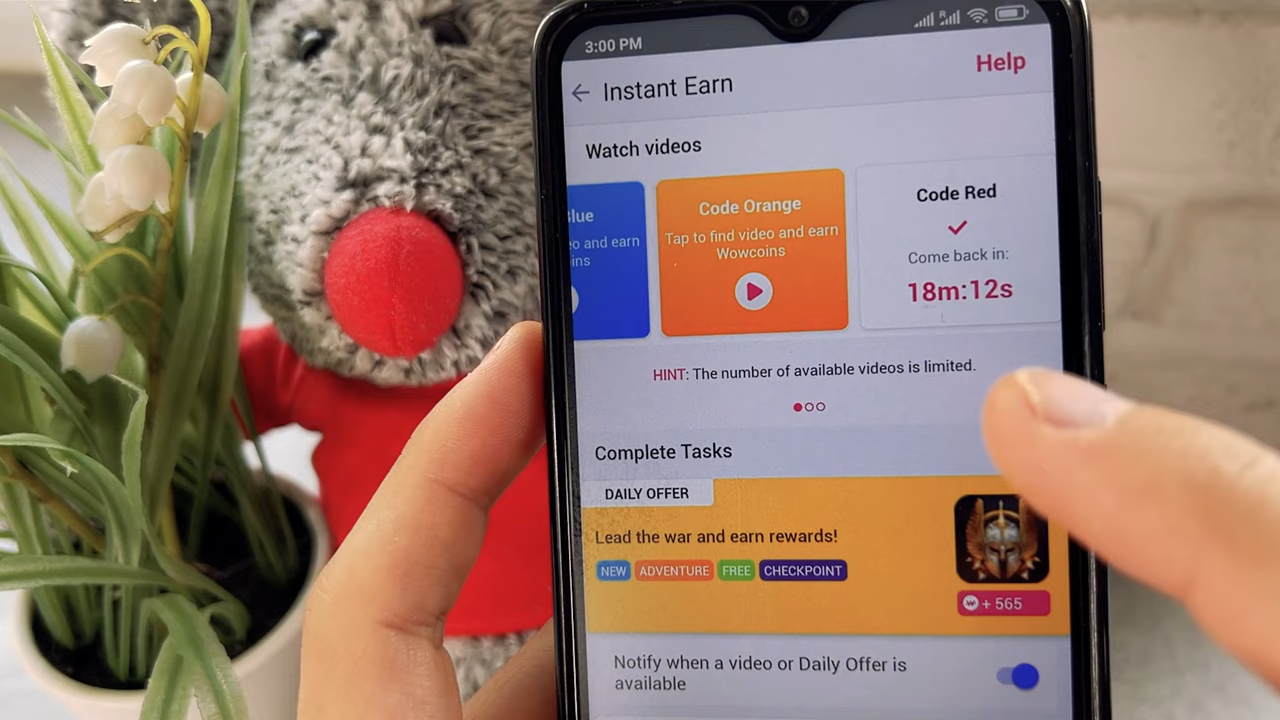 3:00 PM
Instant Earn
Help
Watch videos
Code Orange
Tap to find video and earn
Wowcoins
Code Red
Come back in:
18m:12s
and earn
HINT: The number of available videos is limited.
Complete Tasks
DAILY OFFER
Lead the war and earn rewards!
NEW ADVENTURE FREE CHECKPOINT
+ 565
Notify when a video or Daily Offer is
available